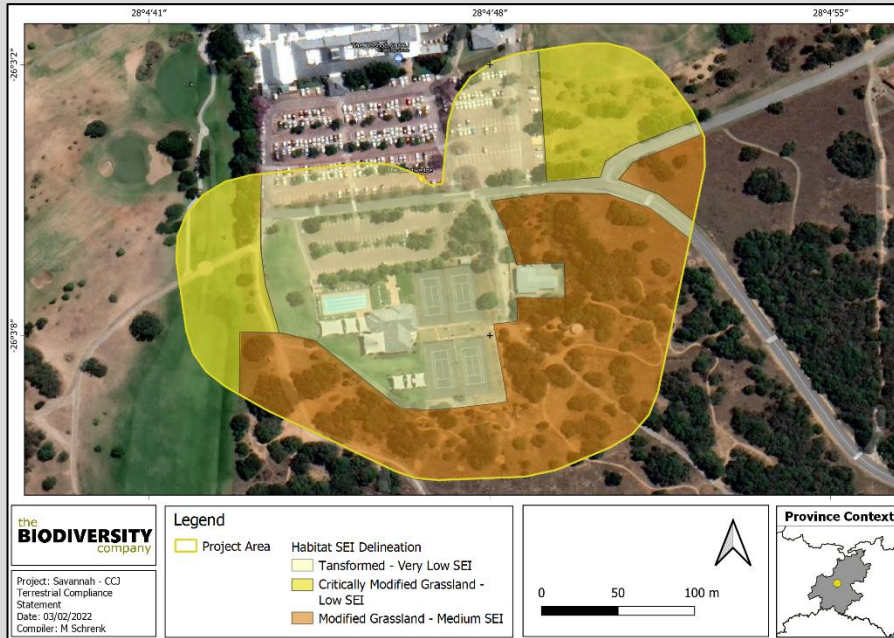 28°4'41"
28°4'48"
28°4'55"
-26°3'2"
-26°3'8"
the
BIODIVERSITY
company
Project: Savannah - CCJ
Terrestrial Compliance
Statement
Date: 03/02/2022
Compiler: M Schrenk
Legend
Project Area
Habitat SEI Delineation
Tansformed - Very Low SEI
Critically Modified Grassland -
Low SEI
Modified Grassland - Medium SEI
0 50 100 m
Province Context